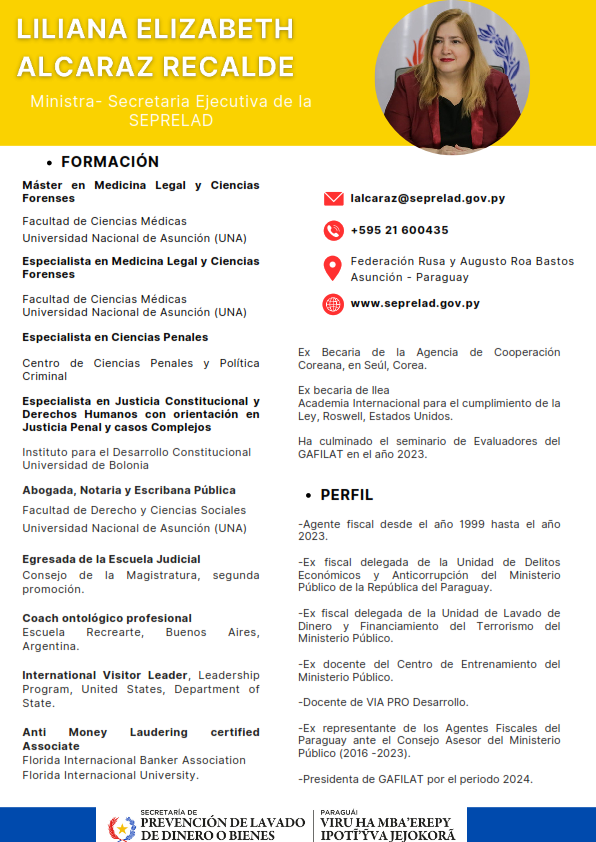 LILIANA ELIZABETH
ALCARAZ RECALDE
Ministra- Secretaria Ejecutiva de la
SEPRELAD
• FORMACIÓN
Máster en Medicina Legal y Ciencias
Forenses
Facultad de Ciencias Médicas
Universidad Nacional de Asunción (UNA)
Especialista en Medicina Legal y Ciencias
Forenses
Facultad de Ciencias Médicas
Universidad Nacional de Asunción (UNA)
Especialista en Ciencias Penales
Centro de Ciencias Penales y Política
Criminal
Especialista en Justicia Constitucional y
Derechos Humanos con orientación en
Justicia Penal y casos Complejos
Instituto para el Desarrollo Constitucional
Universidad de Bolonia
Abogada, Notaria y Escribana Pública
Facultad de Derecho y Ciencias Sociales
Universidad Nacional de Asunción (UNA)
Egresada de la Escuela Judicial
Consejo de la Magistratura, segunda
promoción.
Coach ontológico profesional
Escuela Recrearte, Buenos Aires,
Argentina.
International Visitor Leader, Leadership
Program, United States, Department of
State.
Anti Money Laudering certified
Associate
Florida Internacional Banker Association
Florida Internacional University.
lalcaraz@seprelad.gov.py
+595 21 600435
Federación Rusa y Augusto Roa Bastos
Asunción - Paraguay
www.seprelad.gov.py
Ex Becaria de la Agencia de Cooperación
Coreana, en Seúl, Corea.
Ex becaria de Ilea
Academia Internacional para el cumplimiento de la
Ley, Roswell, Estados Unidos.
Ha culminado el seminario de Evaluadores del
GAFILAT en el año 2023.
• PERFIL
-Agente fiscal desde el año 1999 hasta el año
2023.
-Ex fiscal delegada de la Unidad de Delitos
Económicos y Anticorrupción del Ministerio
Público de la República del Paraguay.
-Ex fiscal delegada de la Unidad de Lavado de
Dinero y Financiamiento del Terrorismo del
Ministerio Público.
-Ex docente del Centro de Entrenamiento del
Ministerio Público.
-Docente de VIA PRO Desarrollo.
-Ex representante de los Agentes Fiscales del
Paraguay ante el Consejo Asesor del Ministerio
Público (2016 -2023).
-Presidenta de GAFILAT por el periodo 2024.
SECRETARÍA DE
PREVENCIÓN DE LAVADO
DE DINERO O BIENES
PARAGUÁI
VIRU HA MBA'EREPY
IPOTĨ'ỸVA JEJOKORÃ